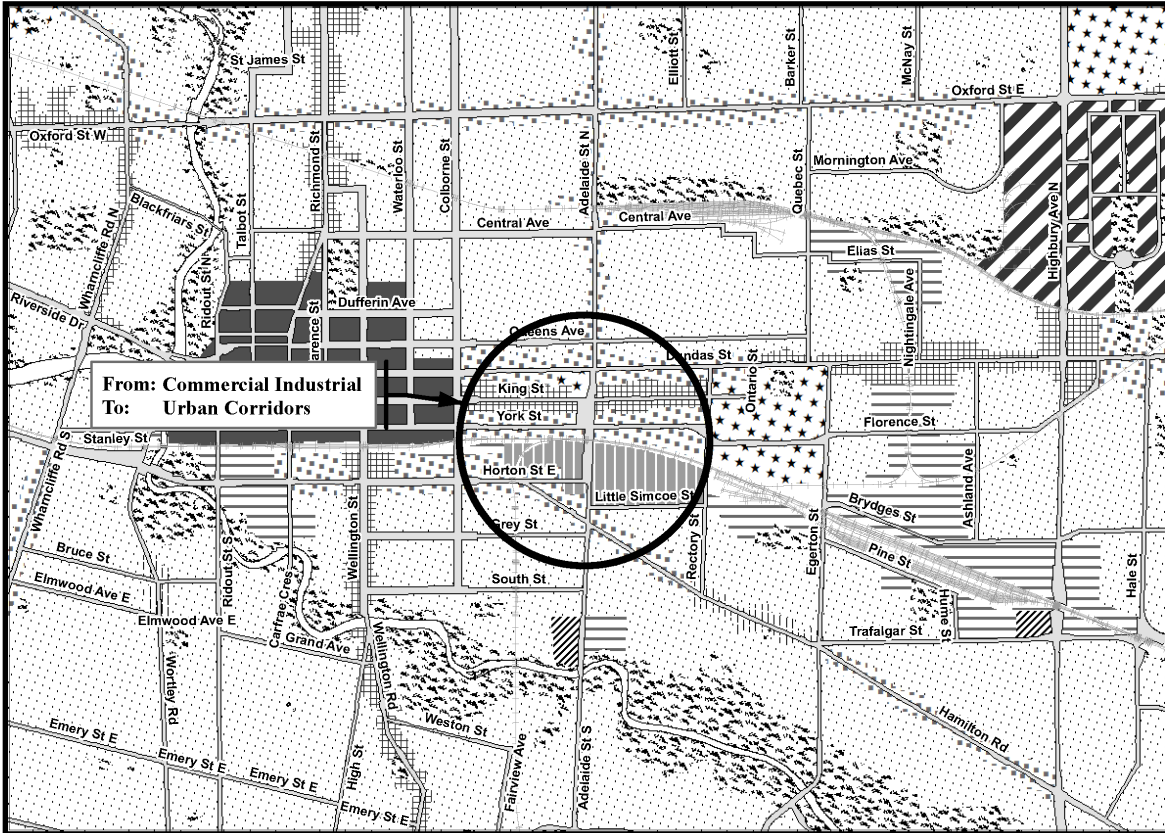 St James St
Elliott St
Barker St
McNay St
Oxford St E
Oxford St W
Richmond St
Waterloo St
Colborne St
Adelaide St N
Quebec St
Mornington Ave
Blackfriars St
Talbot St
Central Ave
Central Ave
Highbury Ave N
Wharncliffe Rd N
Ridout St N
Elias St
Riverside Dr
Dufferin Ave
Nightingale Ave
Queens Ave
Dundas St
Ontario St
From: Commercial Industrial
To: Urban Corridors
King St
York St
Florence St
Stanley St
Horton St E
Little Simcoe St
Ashland Ave
Wharncliffe Rd S
Brydges St
Wellington St
Grey St
Rectory St
Egerton St
Bruce St
Ridout St S
Pine St
Hale St
Elmwood Ave E
South St
Carfrae Cres
Hume St
Elmwood Ave E
Grand Ave
Trafalgar St
Wortley Rd
Wellington Rd
Weston St
Hamilton Rd
Emery St E
Emery St E
Emery St E
Emery St E
High St
Fairview Ave
Adelaide St S